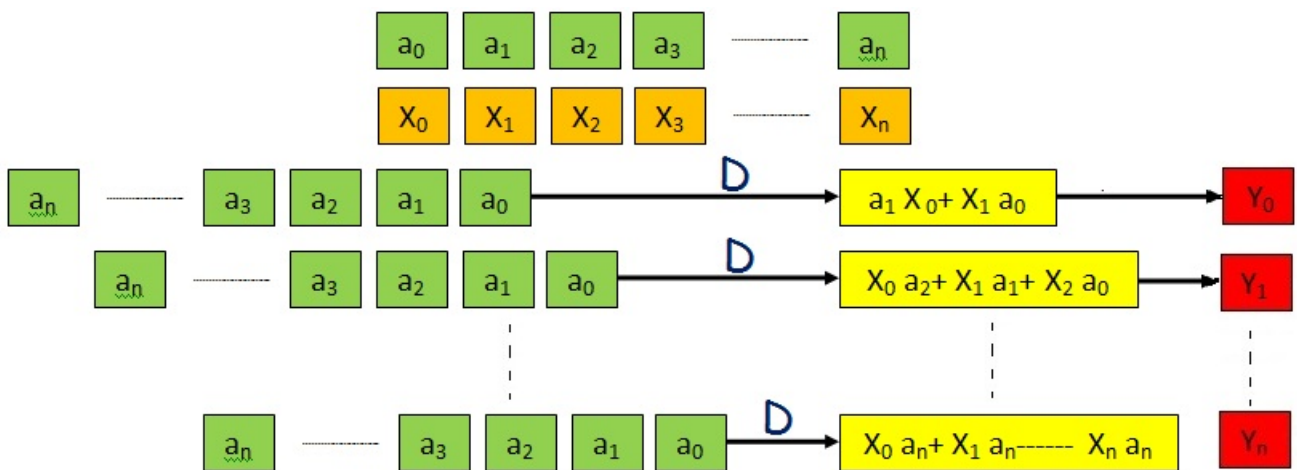 a₀ a₁ a₂ a₃ aₙ
X₀ X₁ X₂ X₃ Xₙ
aₙ a₃ a₂ a₁ a₀ D a₁ X₀+ X₁ a₀ Y₀
aₙ a₃ a₂ a₁ a₀ D X₀ a₂+ X₁ a₁+ X₂ a₀ Y₁
aₙ a₃ a₂ a₁ a₀ D X₀ aₙ+ X₁ aₙ------ Xₙ aₙ Yₙ